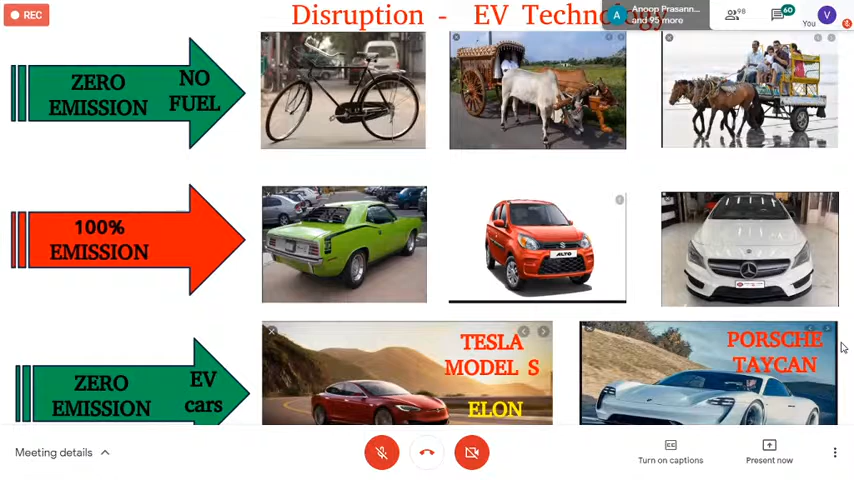 REC
Disruption - EV Techno
Anoop Prasann...
and 95 more
98
60
A
V
You
ZERO
EMISSION
NO
FUEL
100%
EMISSION
ALTO
ZERO
EMISSION
EV
cars
TESLA
MODEL S
ELON
PORSCHE
TAYCAN
Meeting details
Turn on captions
Present now